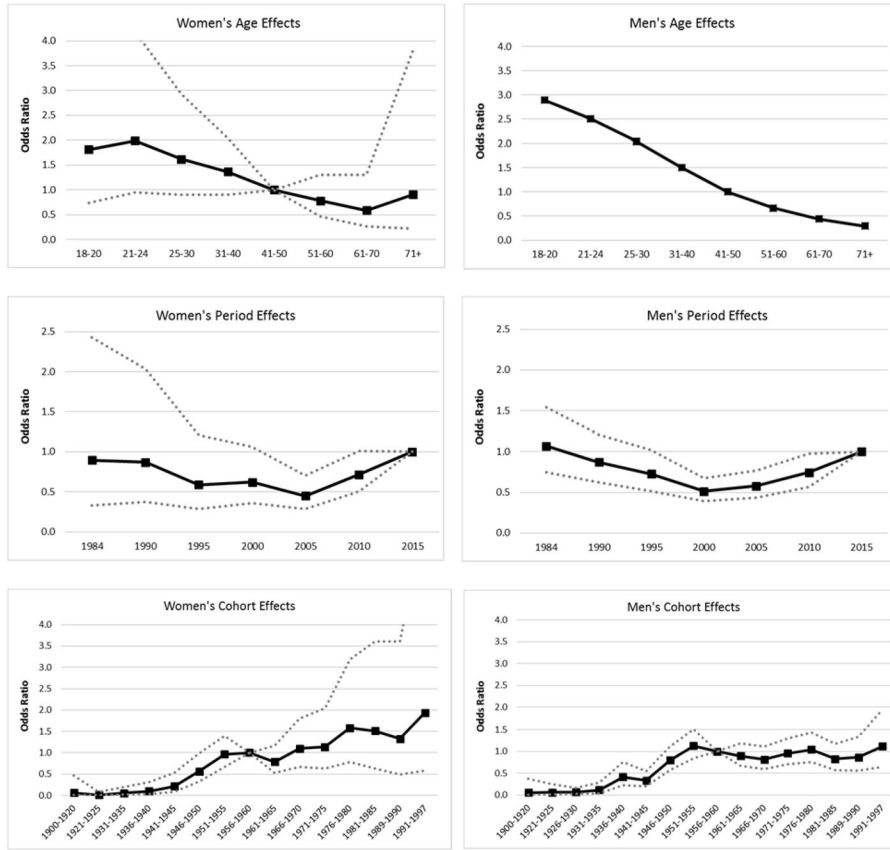 Women's Age Effects
Odds Ratio
4.0
3.5
3.0
2.5
2.0
1.5
1.0
0.5
0.0
18-20 21-24 25-30 31-40 41-50 51-60 61-70 71+
Men's Age Effects
Odds Ratio
4.0
3.5
3.0
2.5
2.0
1.5
1.0
0.5
0.0
18-20 21-24 25-30 31-40 41-50 51-60 61-70 71+
Women's Period Effects
Odds Ratio
2.5
2.0
1.5
1.0
0.5
0.0
1984 1990 1995 2000 2005 2010 2015
Men's Period Effects
Odds Ratio
2.5
2.0
1.5
1.0
0.5
0.0
1984 1990 1995 2000 2005 2010 2015
Women's Cohort Effects
Odds Ratio
4.0
3.5
3.0
2.5
2.0
1.5
1.0
0.5
0.0
1900-1920 1921-1925 1931-1935 1936-1940 1941-1945 1946-1950 1951-1955 1956-1960 1961-1965 1966-1970 1971-1975 1976-1980 1981-1985 1989-1990 1991-1997
Men's Cohort Effects
Odds Ratio
4.0
3.5
3.0
2.5
2.0
1.5
1.0
0.5
0.0
1900-1920 1921-1925 1926-1930 1931-1935 1936-1940 1941-1945 1946-1950 1951-1955 1956-1960 1961-1965 1966-1970 1971-1975 1976-1980 1981-1985 1989-1990 1991-1997